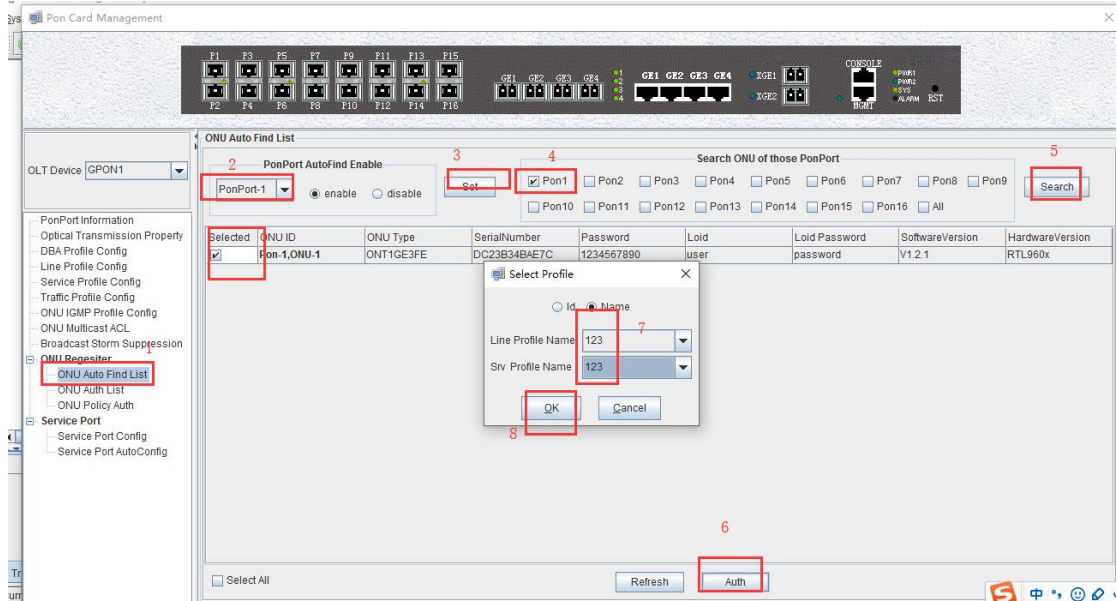 Sys
Pon Card Management
P1 P3 P5 P7 P9 P11 P13 P15
P2 P4 P6 P8 P10 P12 P14 P16
GE1 GE2 GE3 GE4
1
2
3
4
GE1 GE2 GE3 GE4
XGE1
XGE2
CONSOLE
MGMT
PWR1
PWR2
SYS
ALARM RST
OLT Device GPON1
PonPort Information
Optical Transmission Property
DBA Profile Config
Line Profile Config
Service Profile Config
Traffic Profile Config
ONU IGMP Profile Config
ONU Multicast ACL
Broadcast Storm Suppression
1
ONU Regesiter
ONU Auto Find List
ONU Auth List
ONU Policy Auth
Service Port
Service Port Config
Service Port AutoConfig
ONU Auto Find List
2 PonPort AutoFind Enable
PonPort-1 enable disable
3
Set
4 Search ONU of those PonPort
Pon1 Pon2 Pon3 Pon4 Pon5 Pon6 Pon7 Pon8 Pon9
Pon10 Pon11 Pon12 Pon13 Pon14 Pon15 Pon16 All
5
Search
Selected ONU ID ONU Type SerialNumber Password Loid Loid Password SoftwareVersion HardwareVersion
Pon-1,ONU-1 ONT1GE3FE DC23B34BAE7C 1234567890 user password V1.2.1 RTL960x
Select Profile
Id Name
7
Line Profile Name 123
Srv Profile Name 123
OK Cancel
8
6
Select All Refresh Auth
Tr
中